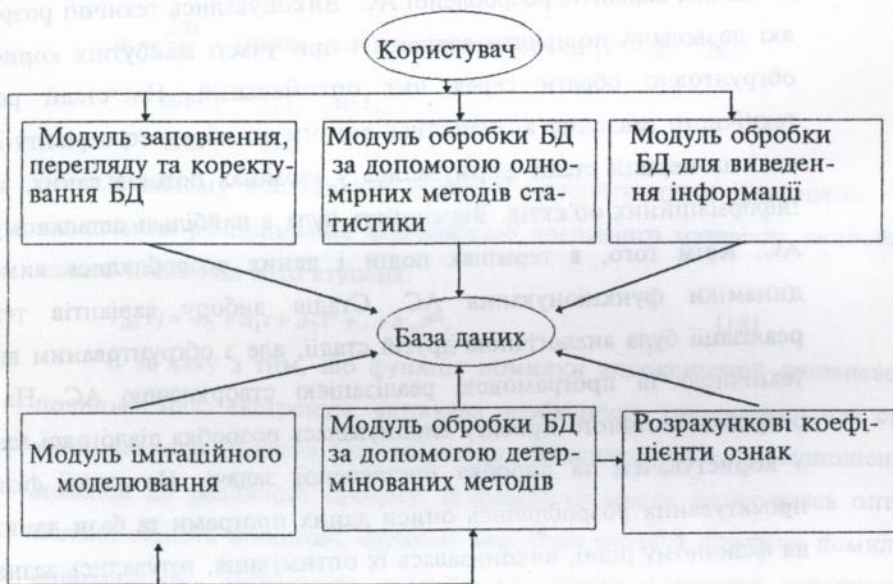 Користувач
Модуль заповнення,
перегляду та коректу-
вання БД
Модуль обробки БД
за допомогою одно-
мірних методів ста-
тистики
Модуль обробки
БД для виведен-
ня інформації
База даних
Модуль імітаційного
моделювання
Модуль обробки БД
за допомогою детер-
мінованих методів
Розрахункові коефі-
цієнти ознак